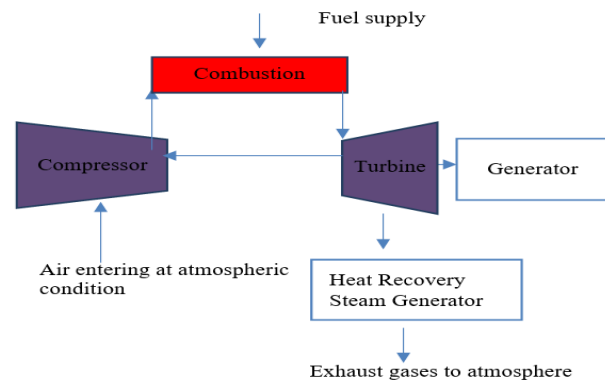 Fuel supply
Combustion
Compressor
Turbine
Generator
Air entering at atmospheric
condition
Heat Recovery
Steam Generator
Exhaust gases to atmosphere